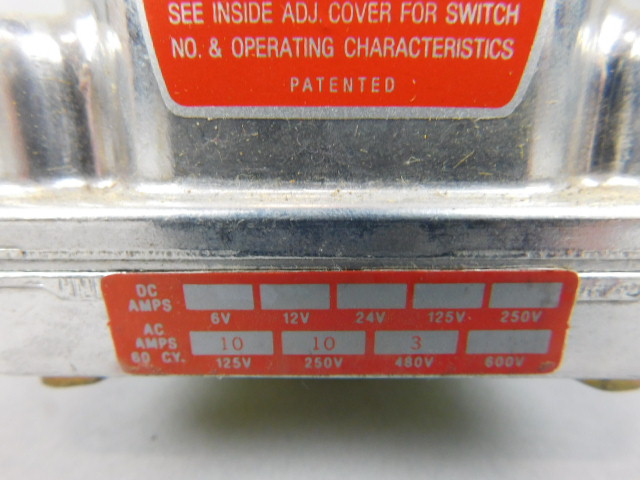 SEE INSIDE ADJ. COVER FOR SWITCH
NO. & OPERATING CHARACTERISTICS
PATENTED
DC
AMPS
6V 12V 24V 125V 250V
AC
AMPS 10 10 3
60 CY. 125V 250V 480V 600V